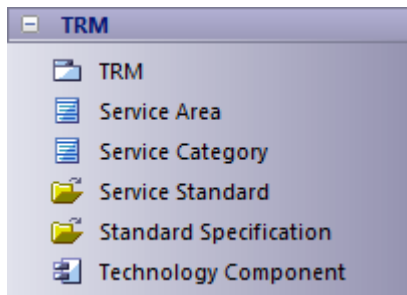 TRM
TRM
Service Area
Service Category
Service Standard
Standard Specification
Technology Component